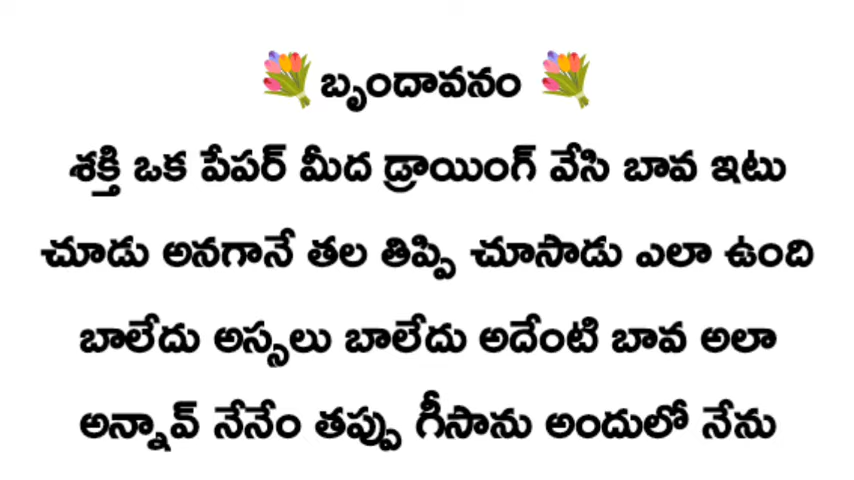 💐 బృందావనం 💐
శక్తి ఒక పేపర్ మీద డ్రాయింగ్ వేసి బావ ఇటు
చూడు అనగానే తల తిప్పి చూసాడు ఎలా ఉంది
బాలేదు అస్సలు బాలేదు అదేంటి బావ అలా
అన్నావ్ నేనేం తప్పు గీసాను అందులో నేను